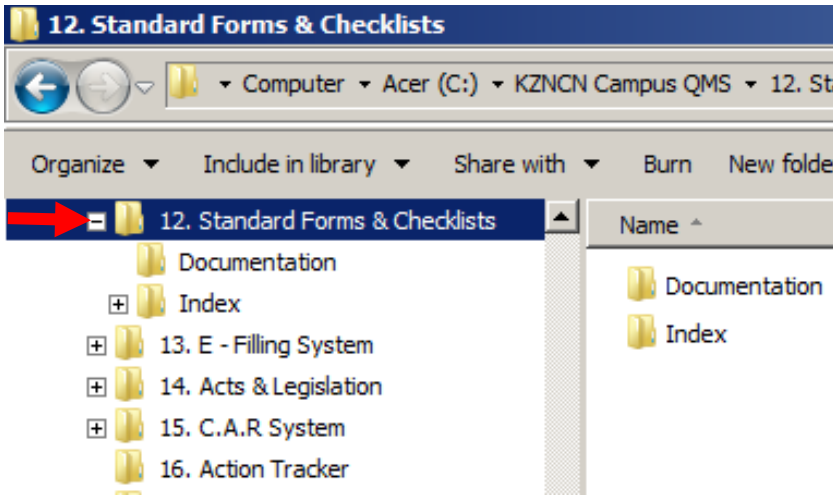 12. Standard Forms & Checklists
Computer Acer (C:) KZNCN Campus QMS 12. St
Organize Include in library Share with Burn New folde
12. Standard Forms & Checklists
Documentation
Index
13. E - Filling System
14. Acts & Legislation
15. C.A.R System
16. Action Tracker
Name
Documentation
Index